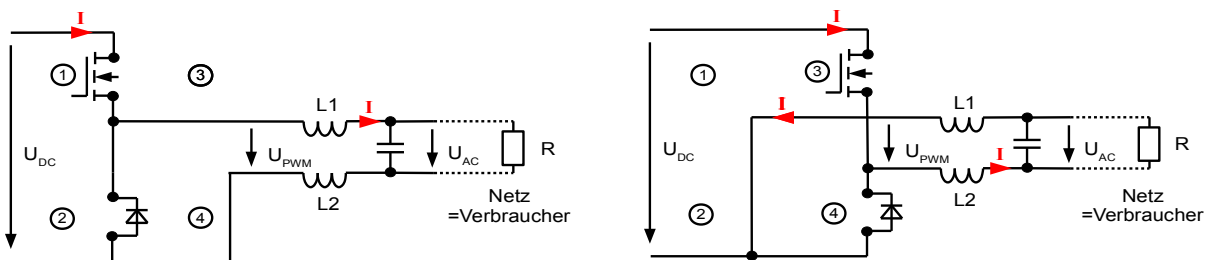 I
1
3
L1
I
U_DC
U_PWM
U_AC
R
L2
2
4
Netz
=Verbraucher
I
1
3
I
L1
U_DC
U_PWM
I
U_AC
R
L2
2
4
Netz
=Verbraucher